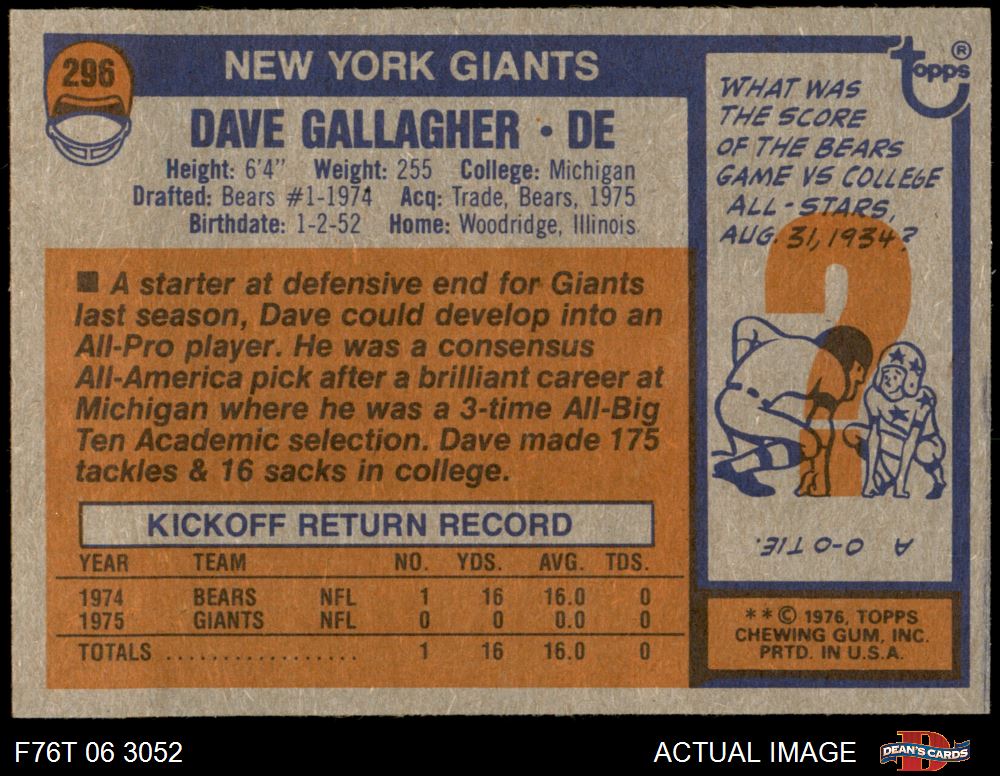 296
NEW YORK GIANTS
DAVE GALLAGHER • DE
Height: 6'4" Weight: 255 College: Michigan
Drafted: Bears #1-1974 Acq: Trade, Bears, 1975
Birthdate: 1-2-52 Home: Woodridge, Illinois
■ A starter at defensive end for Giants
last season, Dave could develop into an
All-Pro player. He was a consensus
All-America pick after a brilliant career at
Michigan where he was a 3-time All-Big
Ten Academic selection. Dave made 175
tackles & 16 sacks in college.
KICKOFF RETURN RECORD
YEAR TEAM NO. YDS. AVG. TDS.
1974 BEARS NFL 1 16 16.0 0
1975 GIANTS NFL 0 0 0.0 0
TOTALS .................. 1 16 16.0 0
Topps®
WHAT WAS
THE SCORE
OF THE BEARS
GAME VS COLLEGE
ALL-STARS,
AUG. 31, 1934?
?
A 0-0 TIE.
**© 1976, TOPPS
CHEWING GUM, INC.
PRTD. IN U.S.A.
F76T 06 3052
ACTUAL IMAGE
D
DEAN'S CARDS